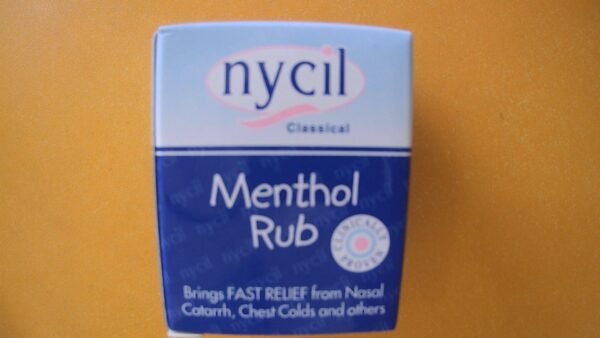 nycil
Classical
Menthol
Rub
CLINICALLY
PROVEN
Brings FAST RELIEF from Nasal
Catarrh, Chest Colds and others